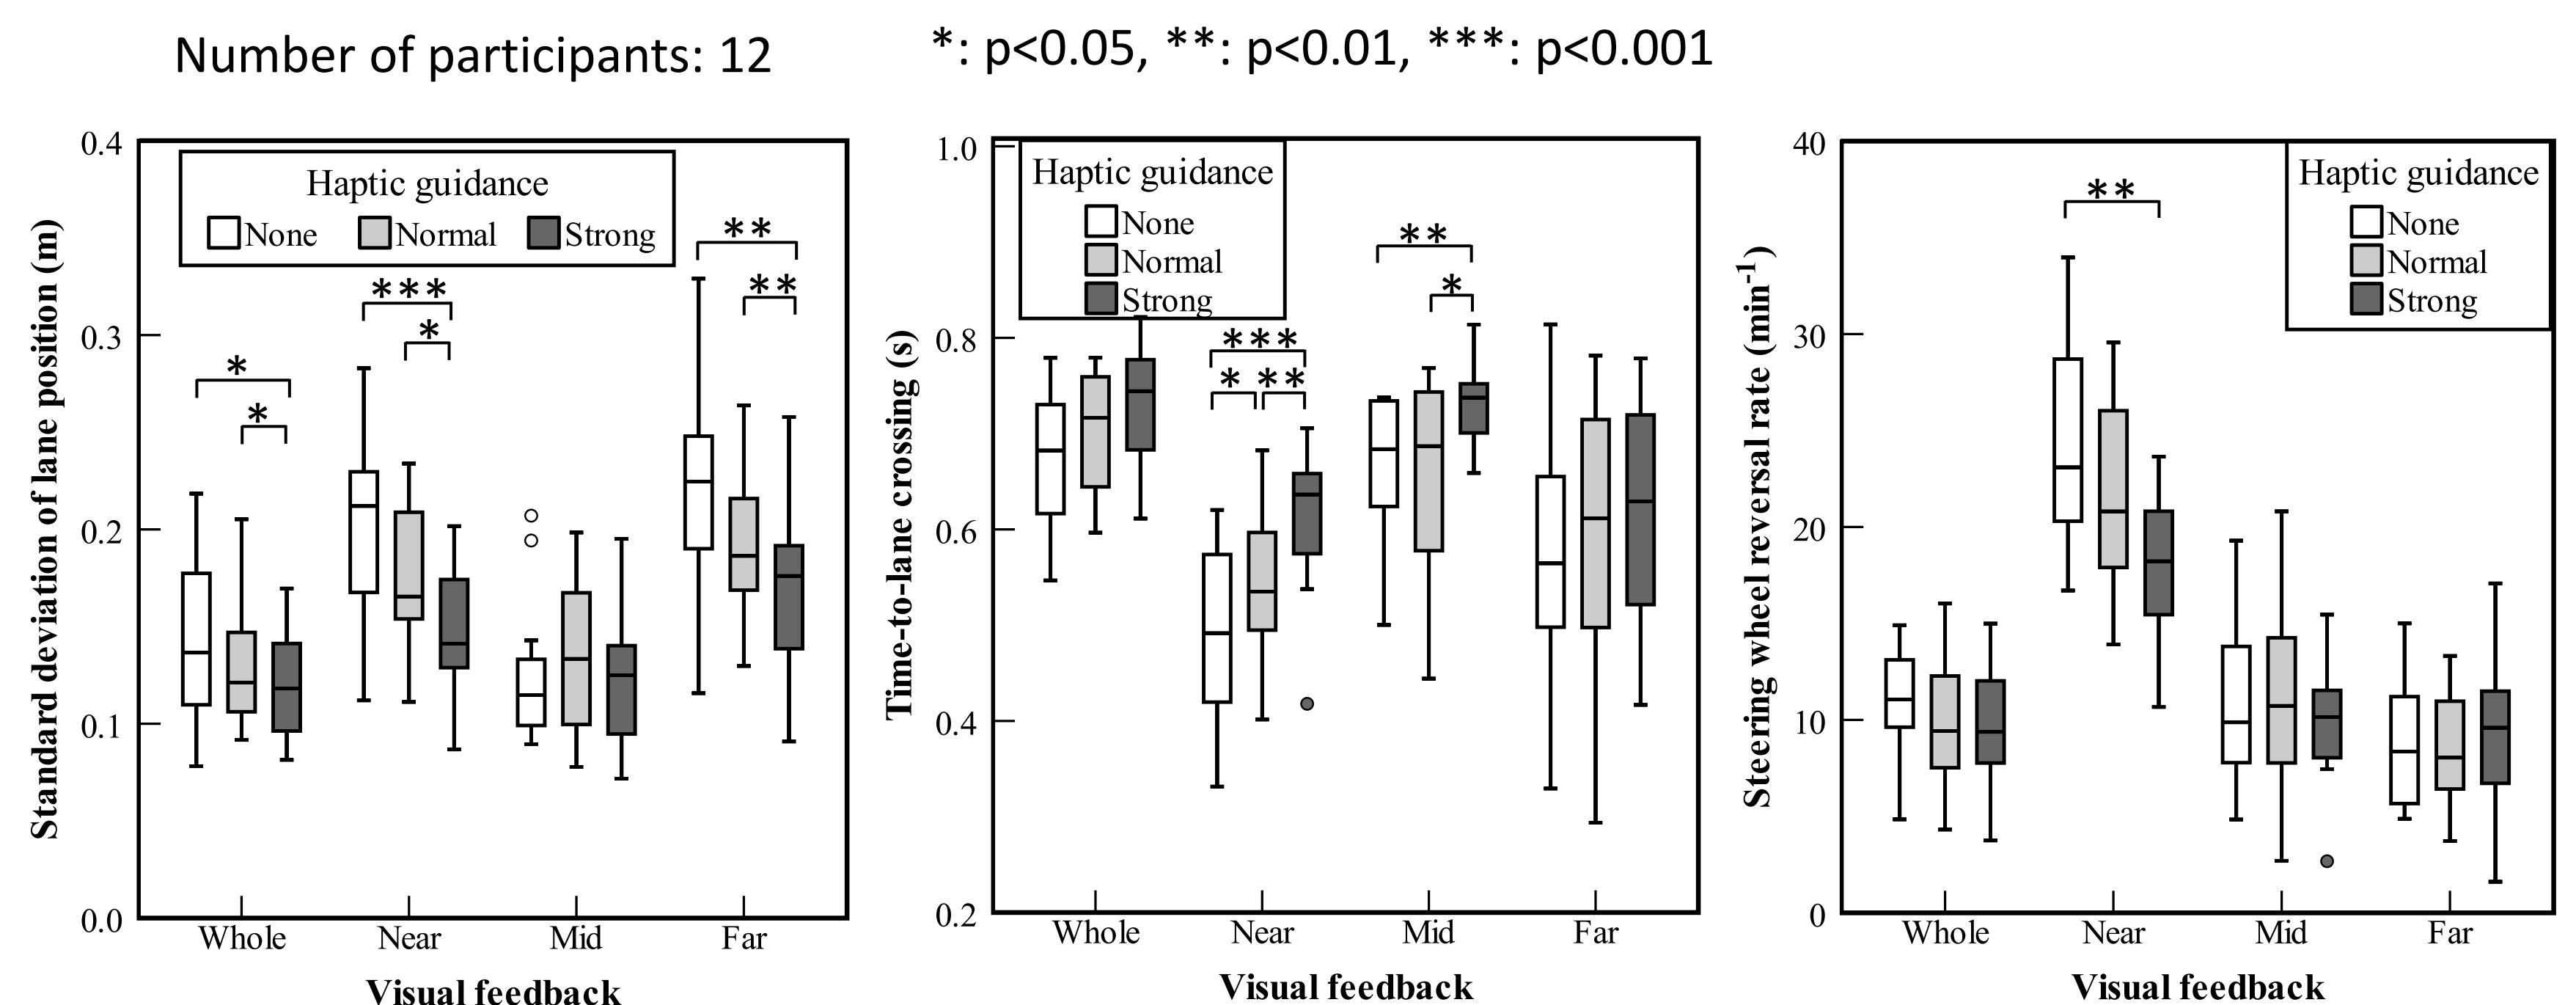 Number of participants: 12
*: p<0.05, **: p<0.01, ***: p<0.001
Standard deviation of lane position (m)
0.4
0.3
0.2
0.1
0.0
Haptic guidance
None Normal Strong
*
*
***
*
**
**
Whole Near Mid Far
Visual feedback
Time-to-lane crossing (s)
1.0
0.8
0.6
0.4
0.2
Haptic guidance
None
Normal
Strong
***
* **
**
*
Whole Near Mid Far
Visual feedback
Steering wheel reversal rate (min-1)
40
30
20
10
0
Haptic guidance
None
Normal
Strong
**
Whole Near Mid Far
Visual feedback